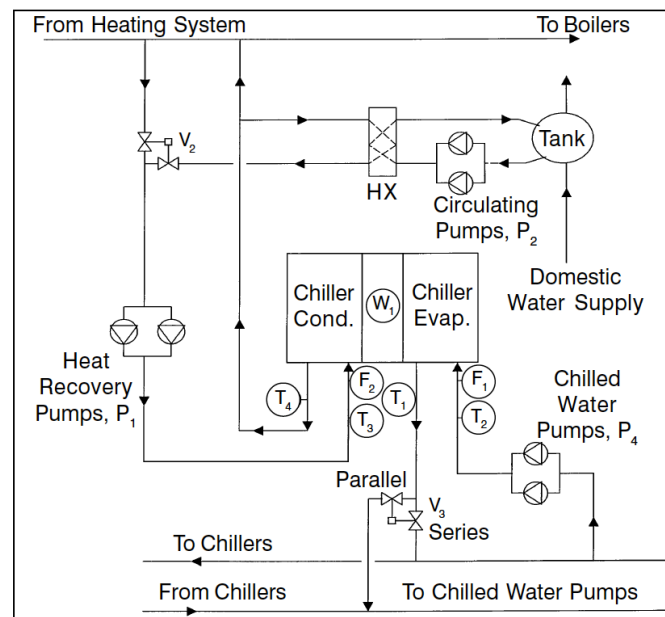 From Heating System
To Boilers
V2
HX
Tank
Circulating
Pumps, P2
Domestic
Water Supply
Chiller
Cond.
W1
Chiller
Evap.
Heat
Recovery
Pumps, P1
T4
F2
T3
T1
F1
T2
Chilled
Water
Pumps, P4
Parallel
V3
Series
To Chillers
From Chillers
To Chilled Water Pumps